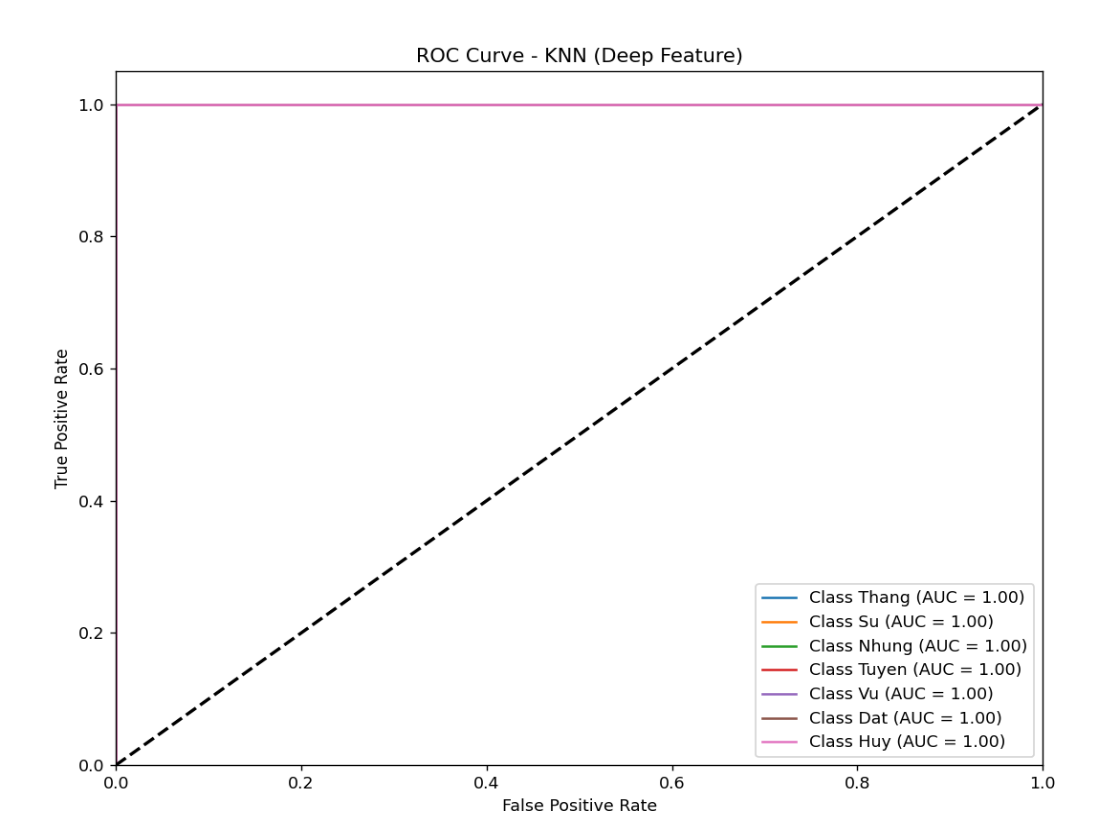 ROC Curve - KNN (Deep Feature)
True Positive Rate
1.0
0.8
0.6
0.4
0.2
0.0
Class Thang (AUC = 1.00)
Class Su (AUC = 1.00)
Class Nhung (AUC = 1.00)
Class Tuyen (AUC = 1.00)
Class Vu (AUC = 1.00)
Class Dat (AUC = 1.00)
Class Huy (AUC = 1.00)
0.0 0.2 0.4 0.6 0.8 1.0
False Positive Rate